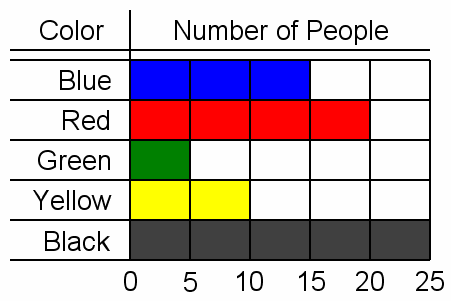 Color Number of People
Blue
Red
Green
Yellow
Black
0 5 10 15 20 25